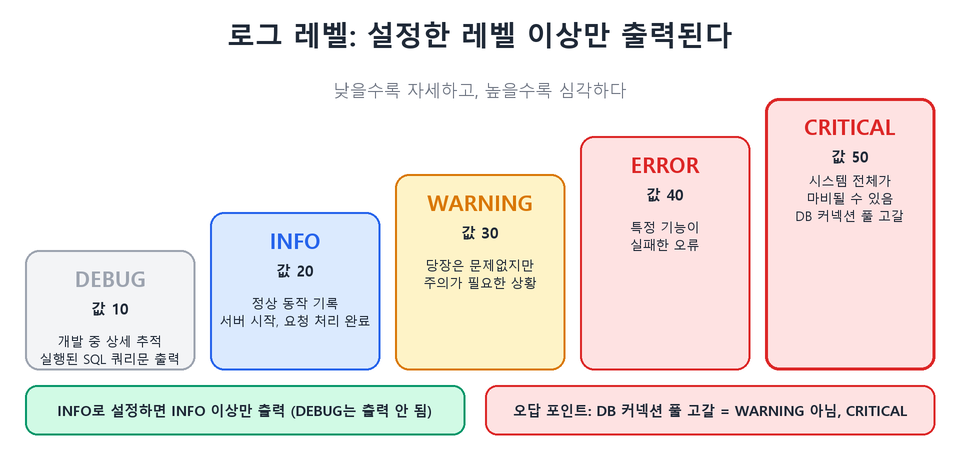 로그 레벨: 설정한 레벨 이상만 출력된다
낮을수록 자세하고, 높을수록 심각하다
DEBUG
값 10
개발 중 상세 추적
실행된 SQL 쿼리문 출력
INFO
값 20
정상 동작 기록
서버 시작, 요청 처리 완료
WARNING
값 30
당장은 문제없지만
주의가 필요한 상황
ERROR
값 40
특정 기능이
실패한 오류
CRITICAL
값 50
시스템 전체가
마비될 수 있음
DB 커넥션 풀 고갈
INFO로 설정하면 INFO 이상만 출력 (DEBUG는 출력 안 됨)
오답 포인트: DB 커넥션 풀 고갈 = WARNING 아님, CRITICAL